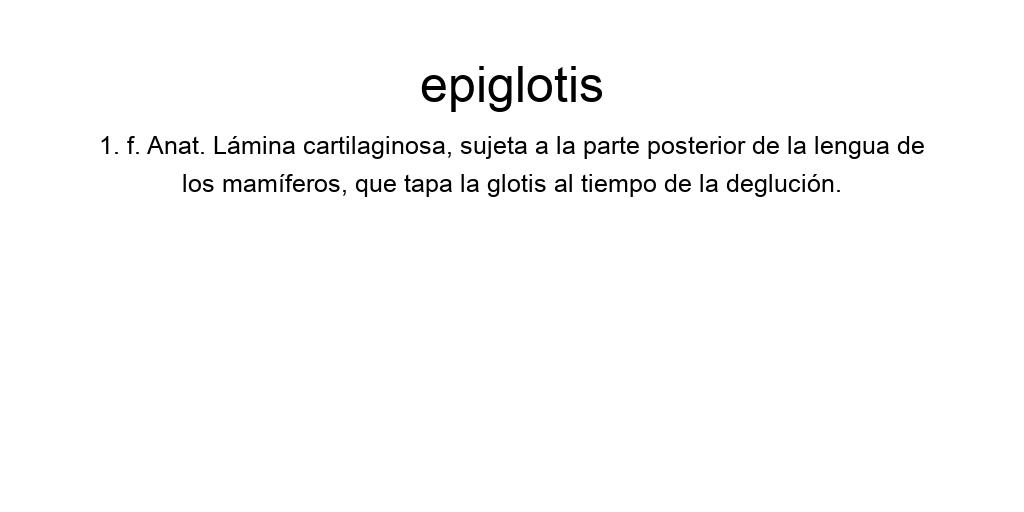 epiglotis
1. f. Anat. Lámina cartilaginosa, sujeta a la parte posterior de la lengua de
los mamíferos, que tapa la glotis al tiempo de la deglución.